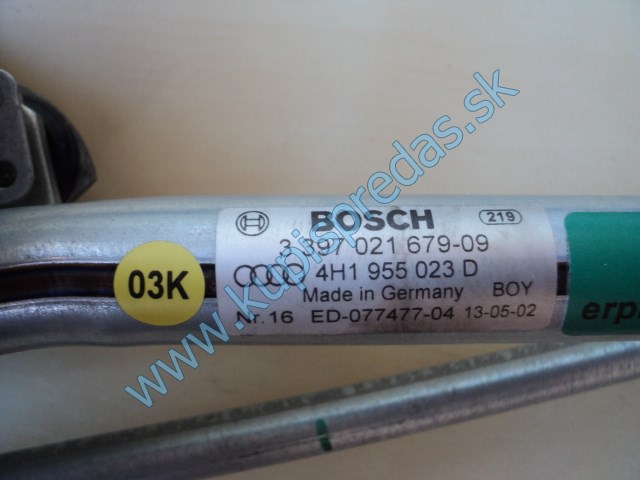 BOSCH 219
3 397 021 679-09
4H1 955 023 D
Made in Germany BOY
Nr.16 ED-077477-04 13-05-02
03K
www.kupispredas.sk